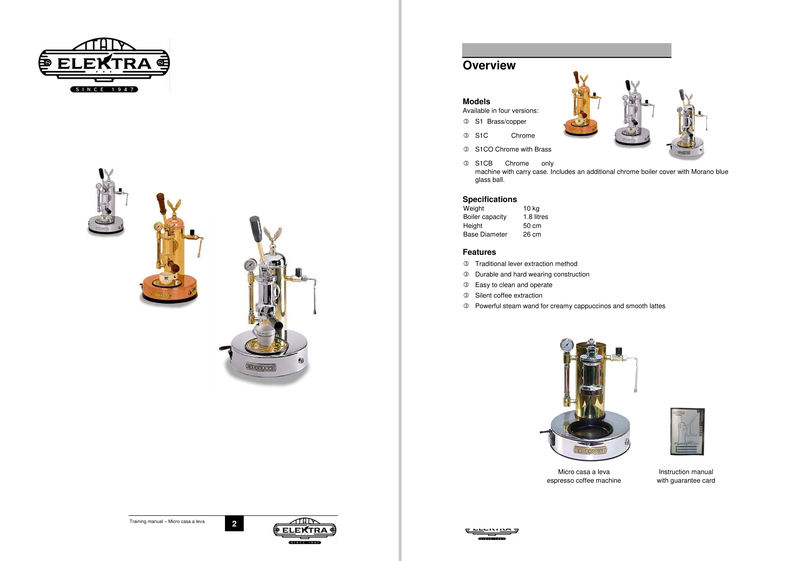 ITALY
ELEKTRA
SINCE 1947
Training manual – Micro casa a leva
2
ITALY
ELEKTRA
SINCE 1947
Overview
Models
Available in four versions:
③ S1 Brass/copper
③ S1C Chrome
③ S1CO Chrome with Brass
③ S1CB Chrome only
machine with carry case. Includes an additional chrome boiler cover with Morano blue
glass ball.
Specifications
Weight 10 kg
Boiler capacity 1.8 litres
Height 50 cm
Base Diameter 26 cm
Features
③ Traditional lever extraction method
③ Durable and hard wearing construction
③ Easy to clean and operate
③ Silent coffee extraction
③ Powerful steam wand for creamy cappuccinos and smooth lattes
Micro casa a leva
espresso coffee machine
Instruction manual
with guarantee card
ELEKTRA
SINCE 1947